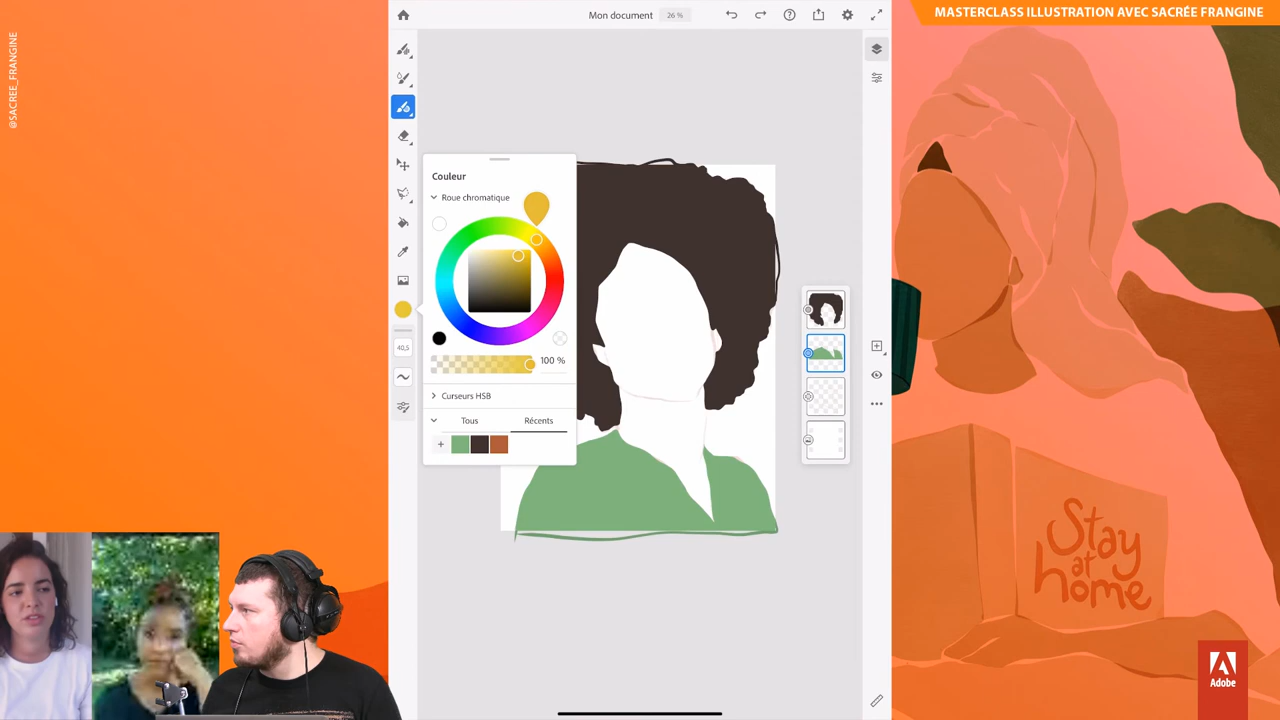 @SACREE_FRANGINE
Mon document
26 %
MASTERCLASS ILLUSTRATION AVEC SACRÉE FRANGINE
Couleur
Roue chromatique
100 %
40,5
Curseurs HSB
Tous
Récents
Stay
at
home
Adobe